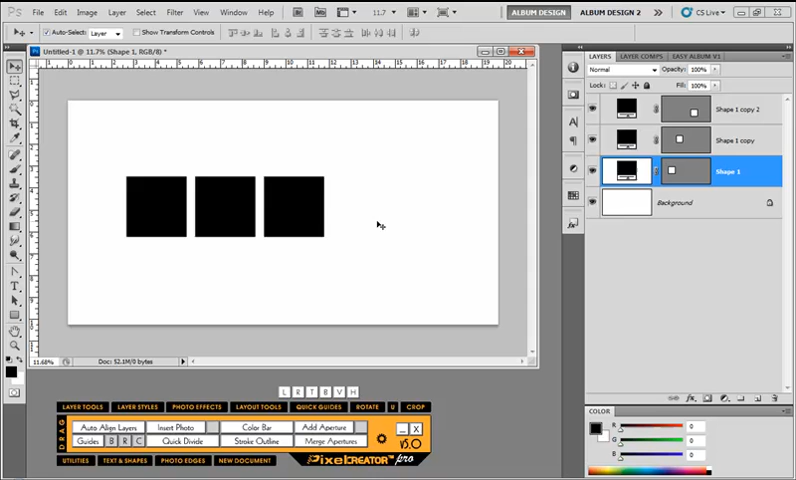 Ps File Edit Image Layer Select Filter View Window Help 11.7 ALBUM DESIGN ALBUM DESIGN 2 CS Live
Auto-Select: Layer Show Transform Controls
Untitled-1 @ 11.7% (Shape 1, RGB/8) *
LAYERS LAYER COMPS EASY ALBUM V1
Normal Opacity: 100%
Lock: Fill: 100%
Shape 1 copy 2
Shape 1 copy
Shape 1
Background
11.68% Doc: 52.1M/0 bytes
L R T B V H
LAYER TOOLS LAYER STYLES PHOTO EFFECTS LAYOUT TOOLS QUICK GUIDES ROTATE U CROP
DRAG
Auto Align Layers Insert Photo Color Bar Add Aperture _ X
Guides B R C Quick Divide Stroke Outline Merge Apertures v5.0
UTILITIES TEXT & SHAPES PHOTO EDGES NEW DOCUMENT PixelCREATOR pro
COLOR
R 0
G 0
B 0